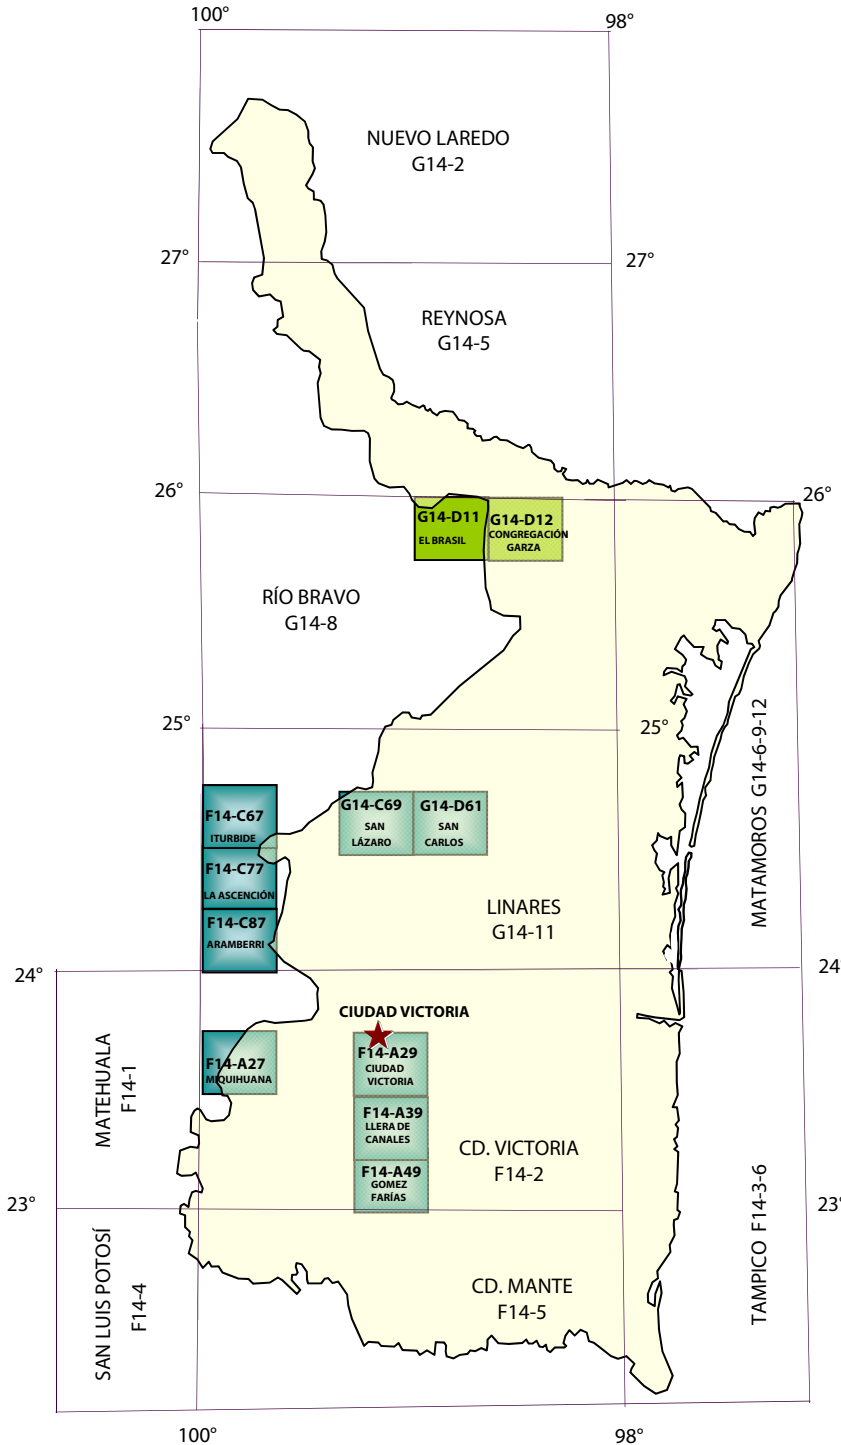 100°
98°
NUEVO LAREDO
G14-2
27°
27°
REYNOSA
G14-5
26°
26°
G14-D11
EL BRASIL
G14-D12
CONGREGACIÓN
GARZA
RÍO BRAVO
G14-8
25°
25°
MATAMOROS G14-6-9-12
F14-C67
ITURBIDE
G14-C69
SAN
LÁZARO
G14-D61
SAN
CARLOS
F14-C77
LA ASCENCIÓN
F14-C87
ARAMBERRI
LINARES
G14-11
24°
24°
CIUDAD VICTORIA
MATEHUALA
F14-1
F14-A27
MIQUIHUANA
F14-A29
CIUDAD
VICTORIA
F14-A39
LLERA DE
CANALES
F14-A49
GOMEZ
FARÍAS
CD. VICTORIA
F14-2
23°
23°
TAMPICO F14-3-6
SAN LUIS POTOSÍ
F14-4
CD. MANTE
F14-5
100°
98°